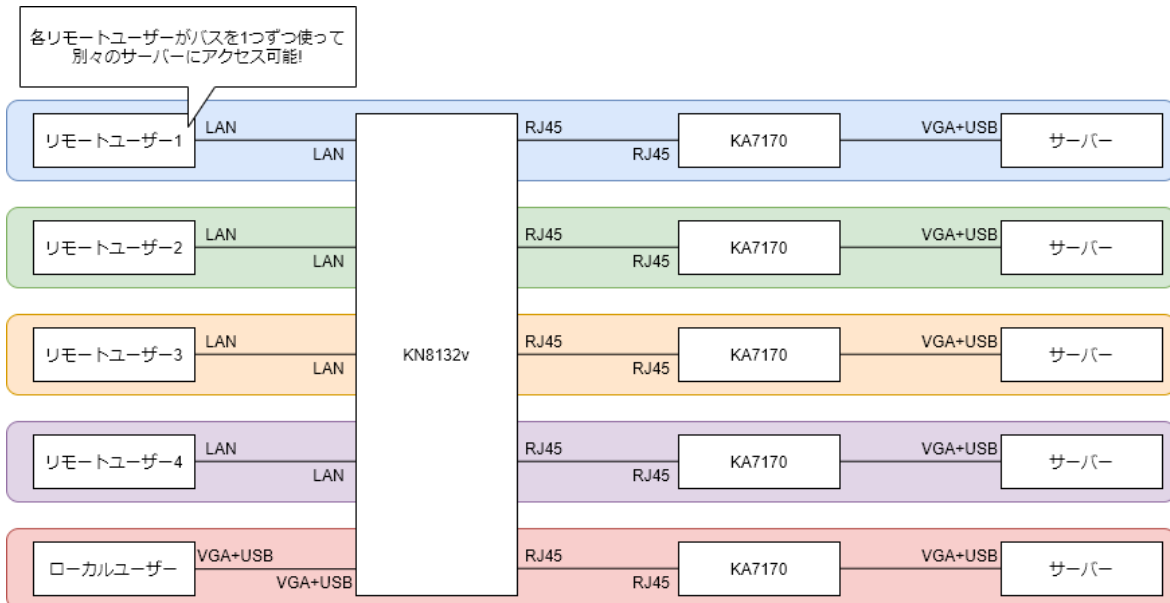 各リモートユーザーがバスを1つずつ使って
別々のサーバーにアクセス可能!
リモートユーザー1
LAN
LAN
RJ45
RJ45
KA7170
VGA+USB
サーバー
リモートユーザー2
LAN
LAN
RJ45
RJ45
KA7170
VGA+USB
サーバー
リモートユーザー3
LAN
LAN
KN8132v
RJ45
RJ45
KA7170
VGA+USB
サーバー
リモートユーザー4
LAN
LAN
RJ45
RJ45
KA7170
VGA+USB
サーバー
ローカルユーザー
VGA+USB
VGA+USB
RJ45
RJ45
KA7170
VGA+USB
サーバー